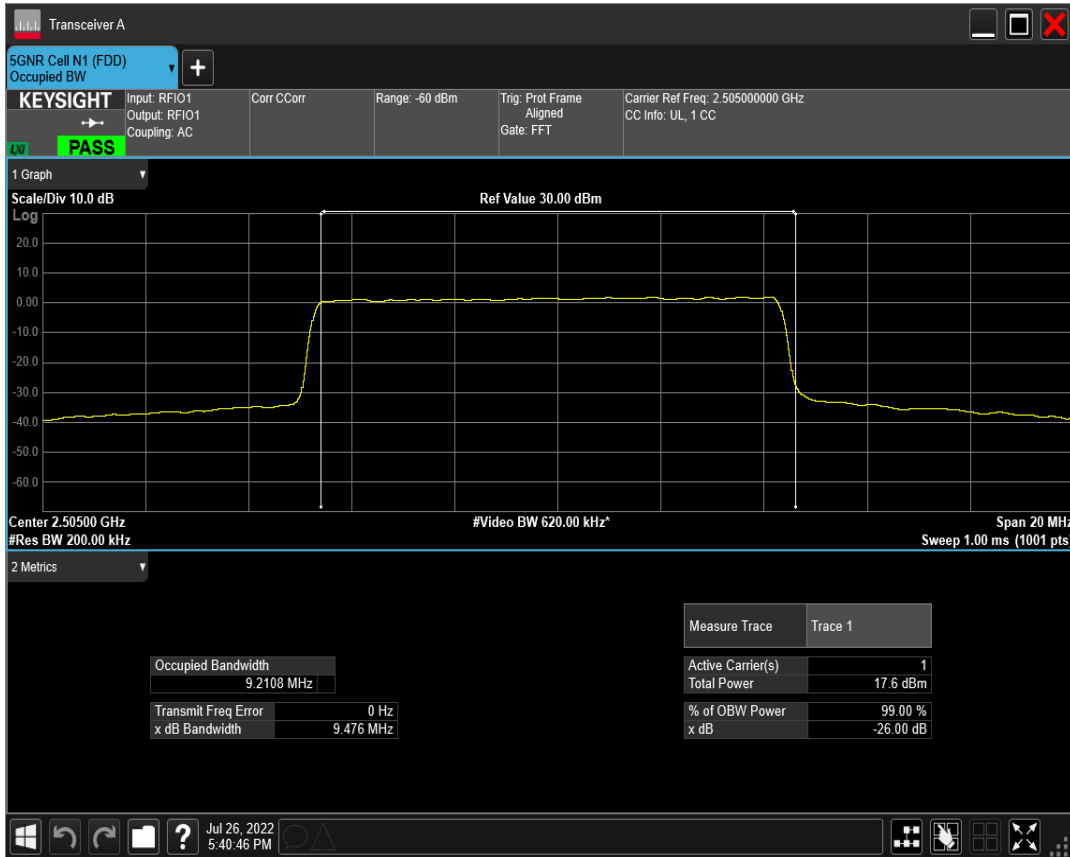 Transceiver A
5GNR Cell N1 (FDD)
Occupied BW
+
KEYSIGHT
LXI
PASS
Input: RFIO1
Output: RFIO1
Coupling: AC
Corr CCorr
Range: -60 dBm
Trig: Prot Frame
Aligned
Gate: FFT
Carrier Ref Freq: 2.505000000 GHz
CC Info: UL, 1 CC
1 Graph
Scale/Div 10.0 dB
Ref Value 30.00 dBm
Log
20.0
10.0
0.00
-10.0
-20.0
-30.0
-40.0
-50.0
-60.0
Center 2.50500 GHz
#Video BW 620.00 kHz*
Span 20 MHz
#Res BW 200.00 kHz
Sweep 1.00 ms (1001 pts)
2 Metrics
Measure Trace Trace 1
Occupied Bandwidth
9.2108 MHz
Active Carrier(s) 1
Total Power 17.6 dBm
Transmit Freq Error 0 Hz
x dB Bandwidth 9.476 MHz
% of OBW Power 99.00 %
x dB -26.00 dB
?
Jul 26, 2022
5:40:46 PM